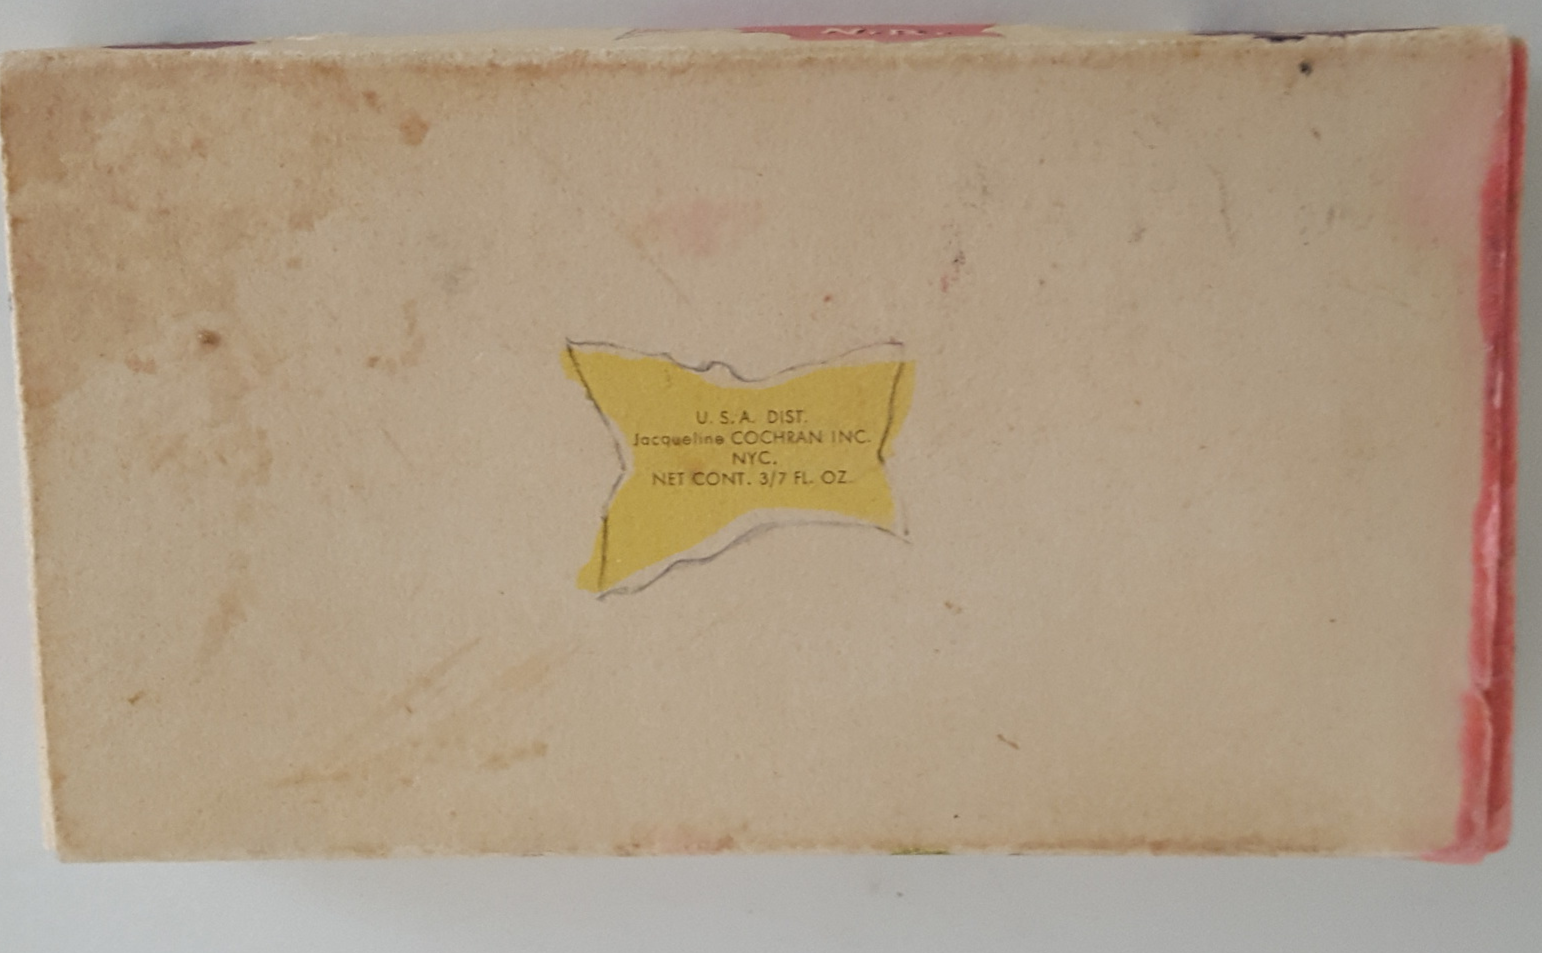 U. S. A. DIST.
Jacqueline COCHRAN INC.
NYC.
NET CONT. 3/7 FL. OZ.